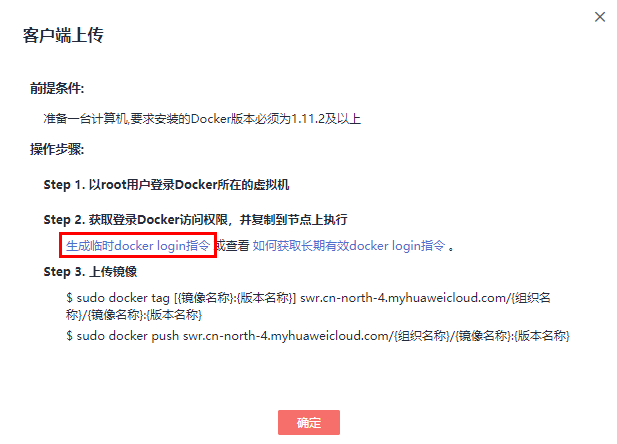 客户端上传
前提条件:
准备一台计算机,要求安装的Docker版本必须为1.11.2及以上
操作步骤:
Step 1. 以root用户登录Docker所在的虚拟机
Step 2. 获取登录Docker访问权限，并复制到节点上执行
生成临时docker login指令 或查看 如何获取长期有效docker login指令 。
Step 3. 上传镜像
$ sudo docker tag [{镜像名称}:{版本名称}] swr.cn-north-4.myhuaweicloud.com/{组织名
称}/{镜像名称}:{版本名称}
$ sudo docker push swr.cn-north-4.myhuaweicloud.com/{组织名称}/{镜像名称}:{版本名称}
确定